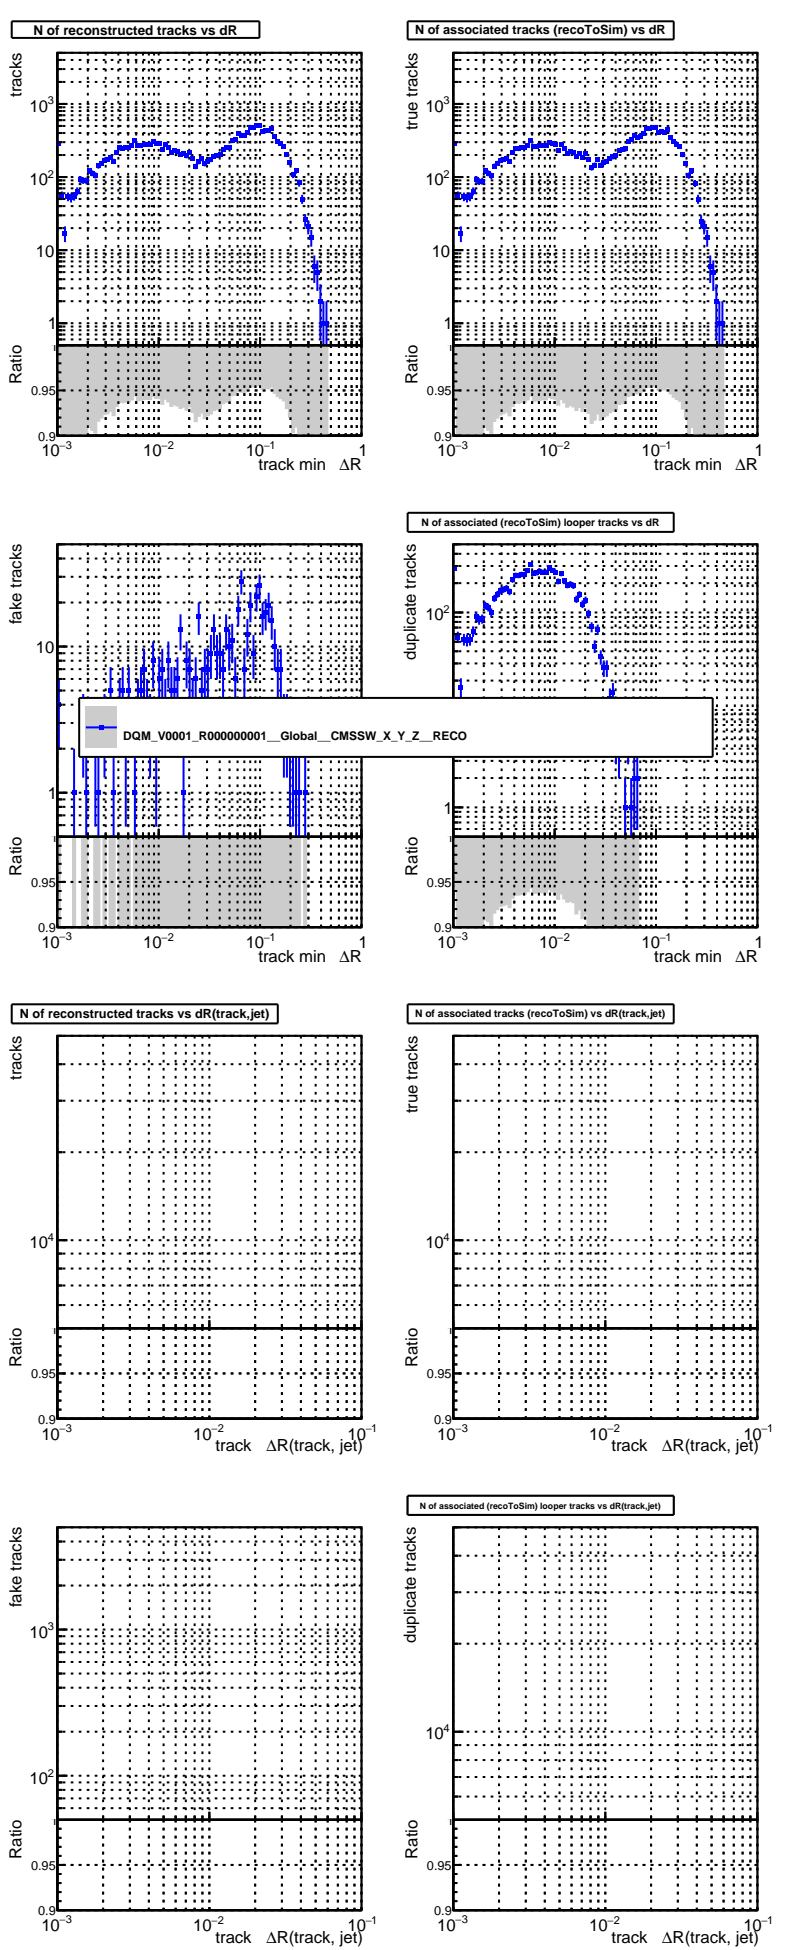 N of reconstructed tracks vs dR
tracks
10³
10²
10
1
Ratio
0.95
0.9
10⁻³ 10⁻² 10⁻¹ 1
track min ΔR
N of associated tracks (recoToSim) vs dR
true tracks
10³
10²
10
1
Ratio
0.95
0.9
10⁻³ 10⁻² 10⁻¹ 1
track min ΔR
fake tracks
10
1
Ratio
0.95
0.9
10⁻³ 10⁻² 10⁻¹ 1
track min ΔR
N of associated (recoToSim) looper tracks vs dR
duplicate tracks
10²
1
Ratio
0.95
0.9
10⁻³ 10⁻² 10⁻¹ 1
track min ΔR
DQM_V0001_R000000001__Global__CMSSW_X_Y_Z__RECO
N of reconstructed tracks vs dR(track,jet)
tracks
10⁴
Ratio
0.95
0.9
10⁻³ 10⁻² 10⁻¹
track ΔR(track, jet)
N of associated tracks (recoToSim) vs dR(track,jet)
true tracks
10⁴
Ratio
0.95
0.9
10⁻³ 10⁻² 10⁻¹
track ΔR(track, jet)
fake tracks
10³
10²
Ratio
0.95
0.9
10⁻³ 10⁻² 10⁻¹
track ΔR(track, jet)
N of associated (recoToSim) looper tracks vs dR(track,jet)
duplicate tracks
10⁴
Ratio
0.95
0.9
10⁻³ 10⁻² 10⁻¹
track ΔR(track, jet)